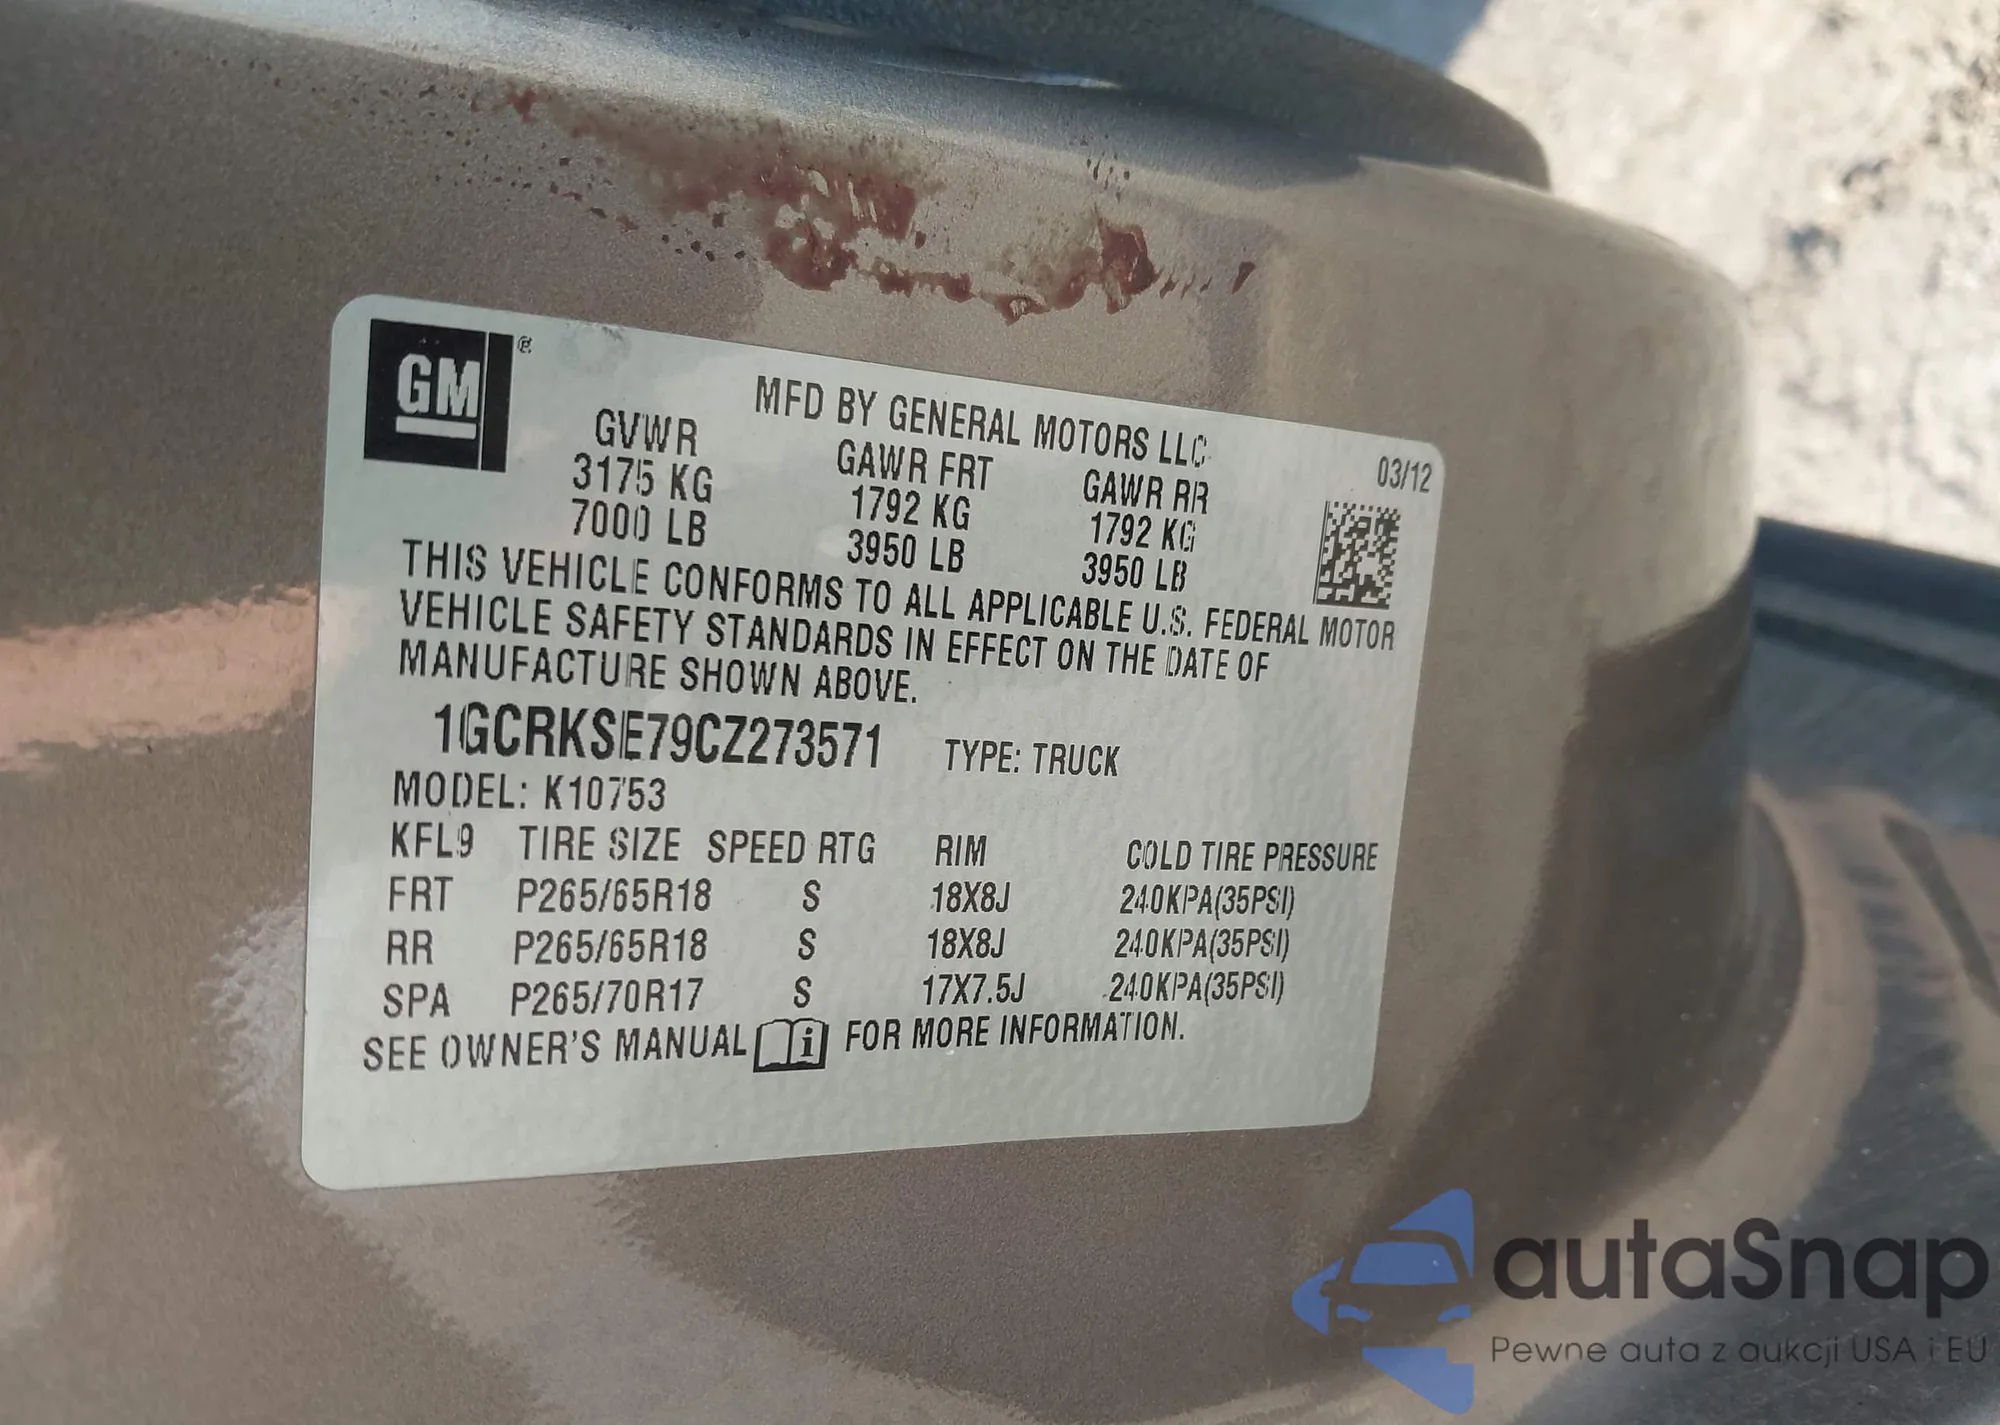 GM ®
MFD BY GENERAL MOTORS LLC
03/12
GVWR GAWR FRT GAWR RR
3175 KG 1792 KG 1792 KG
7000 LB 3950 LB 3950 LB
THIS VEHICLE CONFORMS TO ALL APPLICABLE U.S. FEDERAL MOTOR
VEHICLE SAFETY STANDARDS IN EFFECT ON THE DATE OF
MANUFACTURE SHOWN ABOVE.
1GCRKSE79CZ273571 TYPE: TRUCK
MODEL: K10753
KFL9 TIRE SIZE SPEED RTG RIM COLD TIRE PRESSURE
FRT P265/65R18 S 18X8J 240KPA(35PSI)
RR P265/65R18 S 18X8J 240KPA(35PSI)
SPA P265/70R17 S 17X7.5J 240KPA(35PSI)
SEE OWNER'S MANUAL i FOR MORE INFORMATION.
autaSnap
Pewne auta z aukcji USA i EU